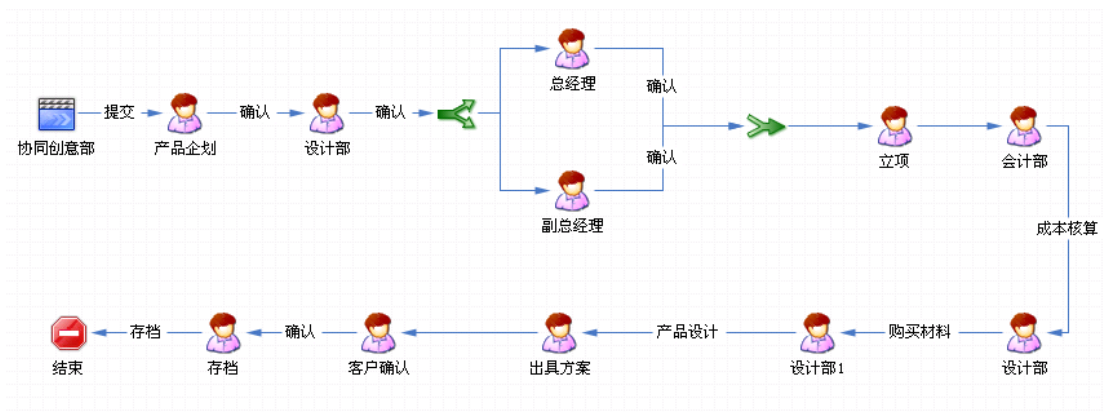 总经理
确认
提交
确认
确认
协同创意部
产品企划
设计部
确认
立项
会计部
副总经理
成本核算
存档
确认
产品设计
购买材料
结束
存档
客户确认
出具方案
设计部1
设计部